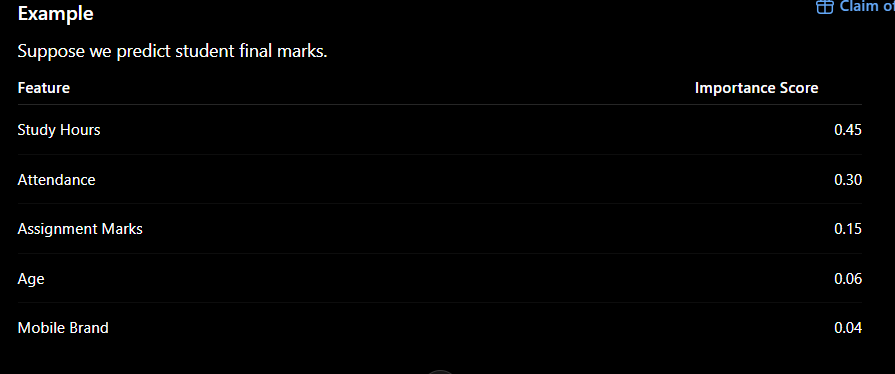 Example
Claim of
Suppose we predict student final marks.
Feature Importance Score
Study Hours 0.45
Attendance 0.30
Assignment Marks 0.15
Age 0.06
Mobile Brand 0.04